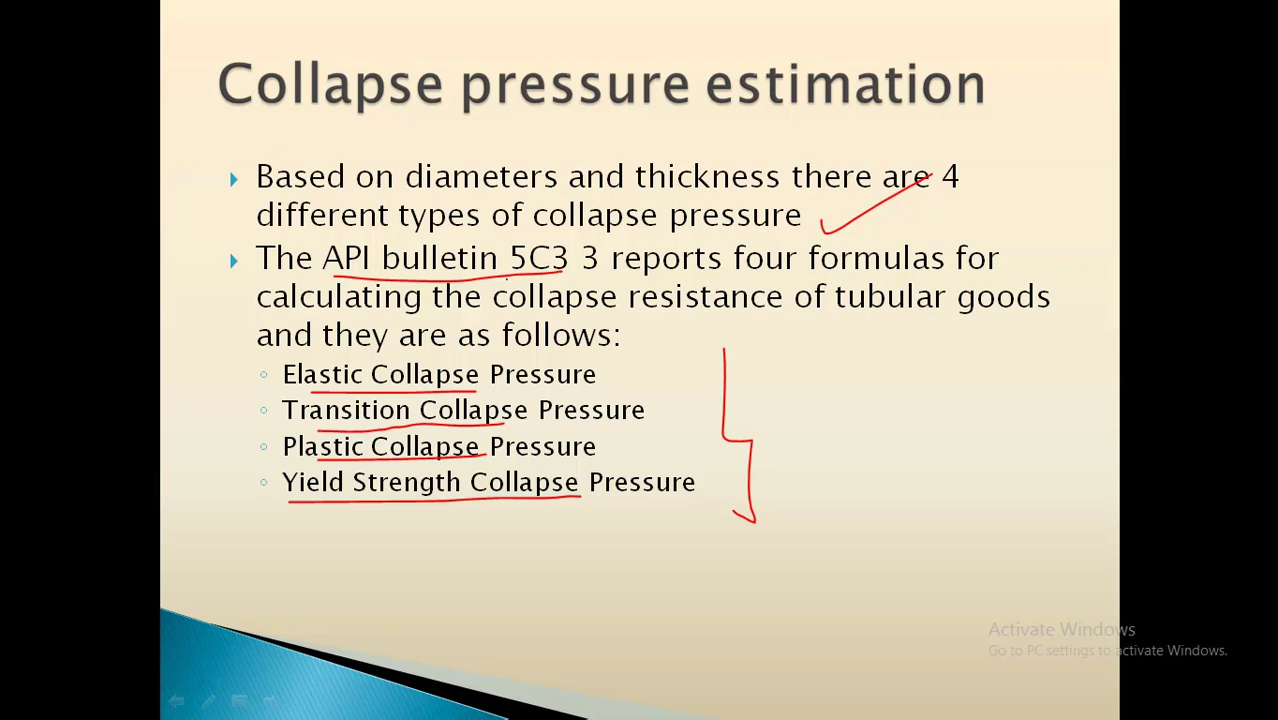 Collapse pressure estimation
Based on diameters and thickness there are 4
different types of collapse pressure
The API bulletin 5C3 3 reports four formulas for
calculating the collapse resistance of tubular goods
and they are as follows:
Elastic Collapse Pressure
Transition Collapse Pressure
Plastic Collapse Pressure
Yield Strength Collapse Pressure
Activate Windows
Go to PC settings to activate Windows.